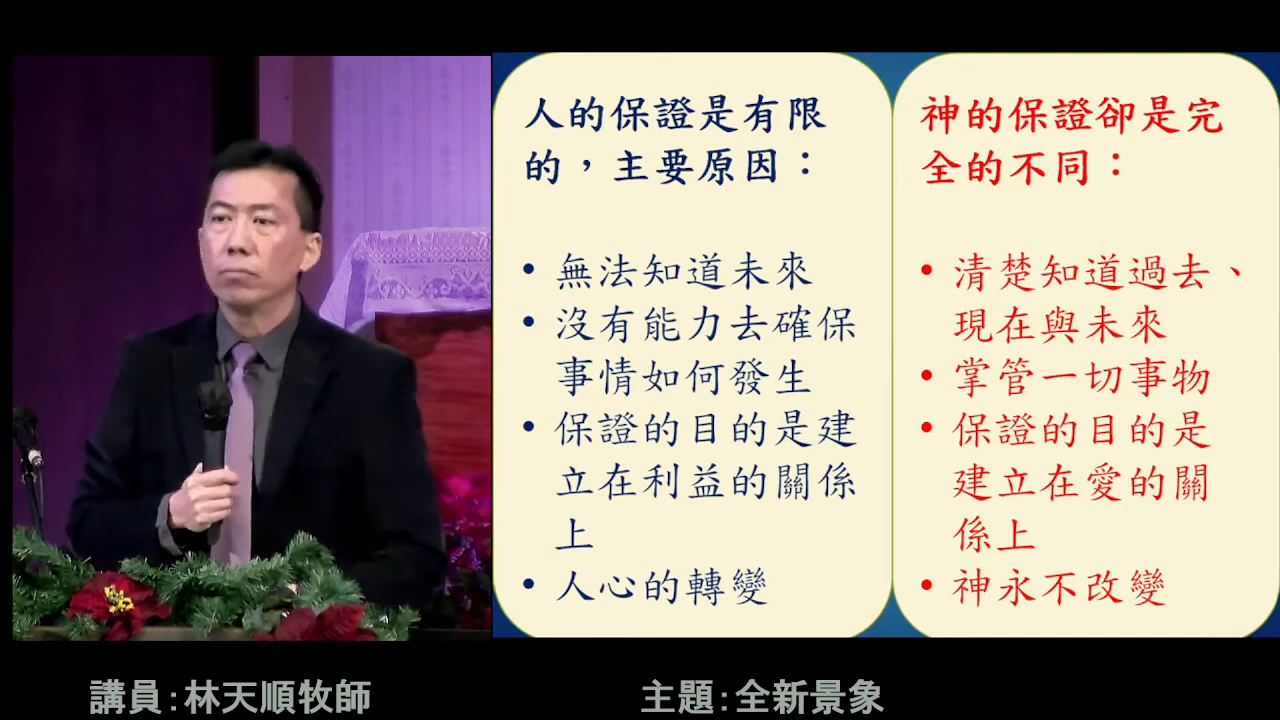 人的保證是有限
的，主要原因：
• 無法知道未來
• 沒有能力去確保
事情如何發生
• 保證的目的是建
立在利益的關係
上
• 人心的轉變
神的保證卻是完
全的不同：
• 清楚知道過去、
現在與未來
• 掌管一切事物
• 保證的目的是
建立在愛的關
係上
• 神永不改變
講員:林天順牧師
主題:全新景象